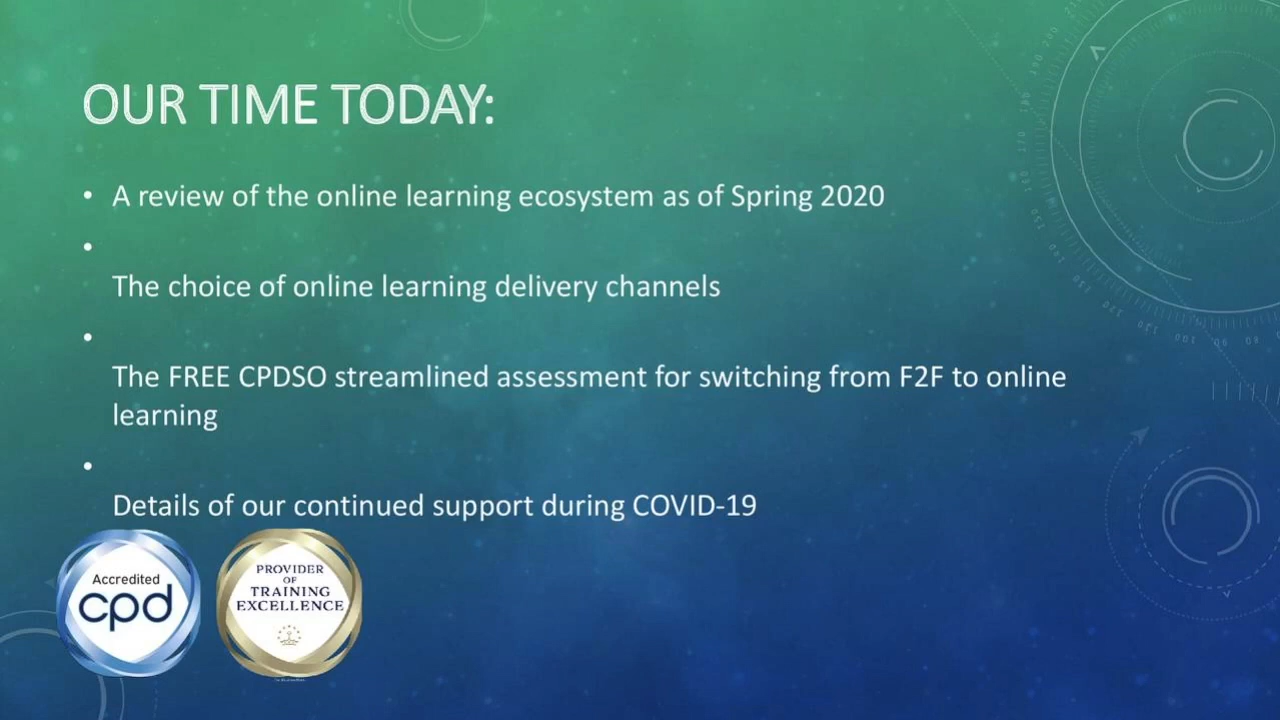 OUR TIME TODAY:
• A review of the online learning ecosystem as of Spring 2020
•
The choice of online learning delivery channels
•
The FREE CPDSO streamlined assessment for switching from F2F to online
learning
•
Details of our continued support during COVID-19
Accredited
cpd
PROVIDER
OF
TRAINING
EXCELLENCE